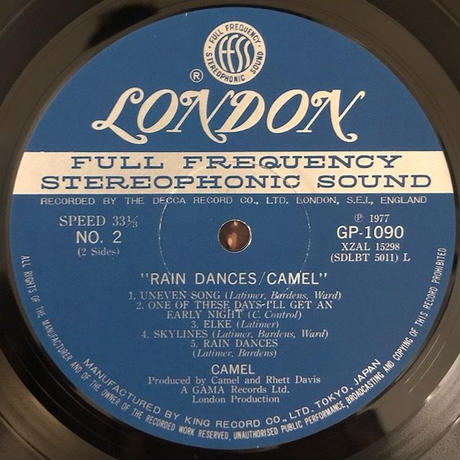 FULL FREQUENCY
ffss
STEREOPHONIC SOUND
®
LONDON
FULL FREQUENCY
STEREOPHONIC SOUND
RECORDED BY THE DECCA RECORD CO., LTD. LONDON, S.E.I., ENGLAND
SPEED 33⅓
NO. 2
(2 Sides)
℗ 1977
GP-1090
XZAL 15298
(SDLBT 5011) L
"RAIN DANCES/CAMEL"
1. UNEVEN SONG (Latimer, Bardens, Ward)
2. ONE OF THESE DAYS-I'LL GET AN
EARLY NIGHT (C. Control)
3. ELKE (Latimer)
4. SKYLINES (Latimer, Bardens, Ward)
5. RAIN DANCES
(Latimer, Bardens)
CAMEL
Produced by Camel and Rhett Davis
A GAMA Records Ltd.
London Production
MANUFACTURED BY KING RECORD CO., LTD., TOKYO, JAPAN
ALL RIGHTS OF THE MANUFACTURER AND OF THE OWNER OF THE RECORDED WORK RESERVED, UNAUTHORISED PUBLIC PERFORMANCE, BROADCASTING AND COPYING OF THIS RECORD PROHIBITED